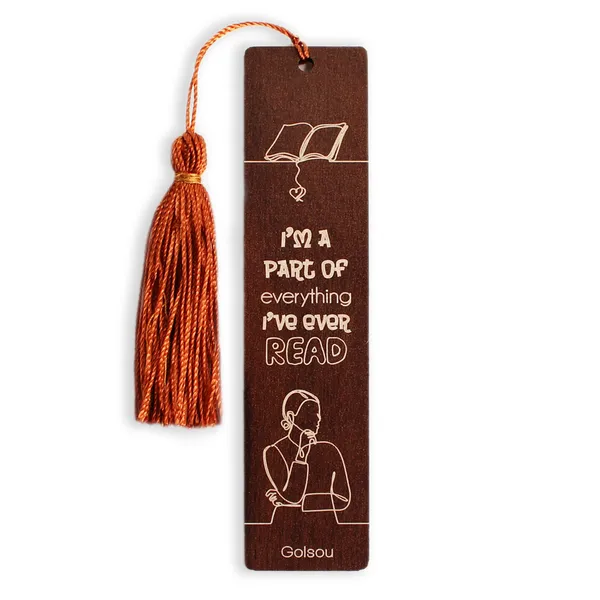 I'M A
PART OF
everything
I'VE EVER
READ
Golsou